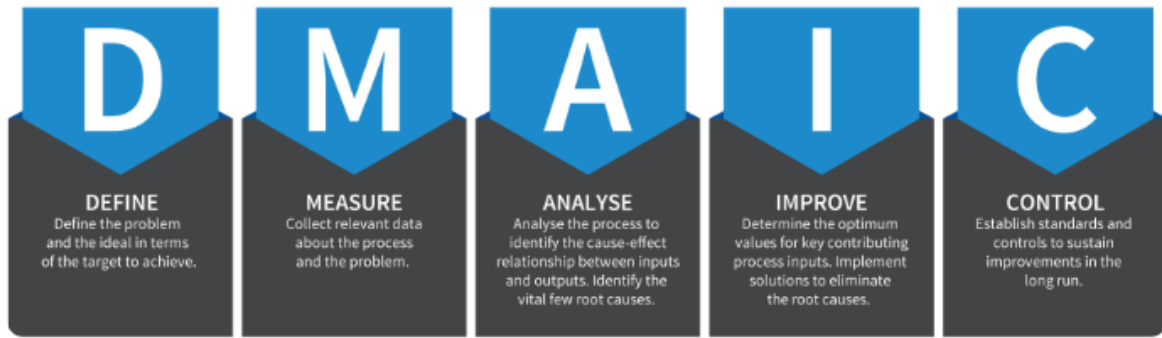 D
DEFINE
Define the problem
and the ideal in terms
of the target to achieve.
M
MEASURE
Collect relevant data
about the process
and the problem.
A
ANALYSE
Analyse the process to
identify the cause-effect
relationship between inputs
and outputs. Identify the
vital few root causes.
I
IMPROVE
Determine the optimum
values for key contributing
process inputs. Implement
solutions to eliminate
the root causes.
C
CONTROL
Establish standards and
controls to sustain
improvements in the
long run.